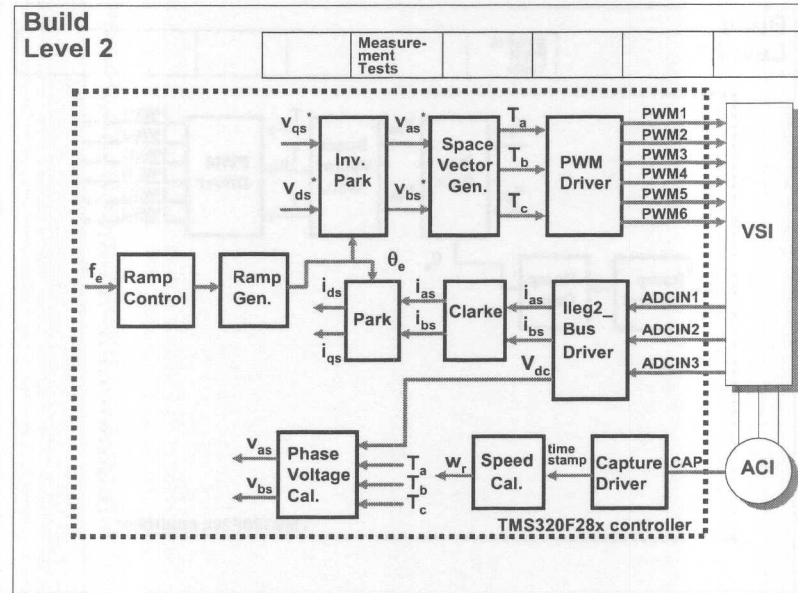 Build
Level 2
Measure-
ment
Tests
v_qs*
v_ds*
Inv.
Park
v_as*
v_bs*
Space
Vector
Gen.
T_a
T_b
T_c
PWM
Driver
PWM1
PWM2
PWM3
PWM4
PWM5
PWM6
VSI
f_e
Ramp
Control
Ramp
Gen.
θ_e
i_ds
i_qs
Park
i_as
i_bs
Clarke
i_as
i_bs
V_dc
Ileg2_
Bus
Driver
ADCIN1
ADCIN2
ADCIN3
v_as
v_bs
Phase
Voltage
Cal.
T_a
T_b
T_c
w_r
Speed
Cal.
time
stamp
Capture
Driver
CAP
ACI
TMS320F28x controller